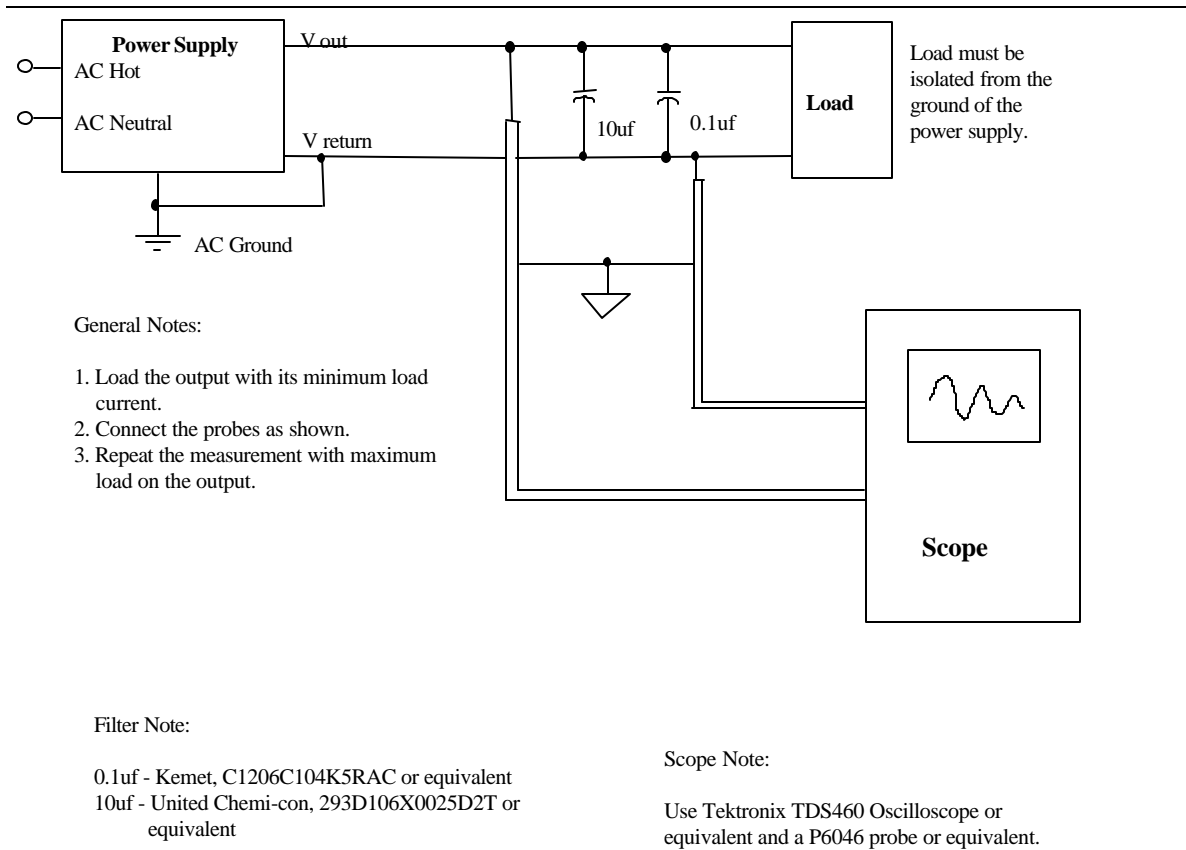 Power Supply
AC Hot
AC Neutral
V out
V return
AC Ground
10uf
0.1uf
Load
Load must be
isolated from the
ground of the
power supply.
General Notes:
1. Load the output with its minimum load
current.
2. Connect the probes as shown.
3. Repeat the measurement with maximum
load on the output.
Scope
Filter Note:
0.1uf - Kemet, C1206C104K5RAC or equivalent
10uf - United Chemi-con, 293D106X0025D2T or
equivalent
Scope Note:
Use Tektronix TDS460 Oscilloscope or
equivalent and a P6046 probe or equivalent.